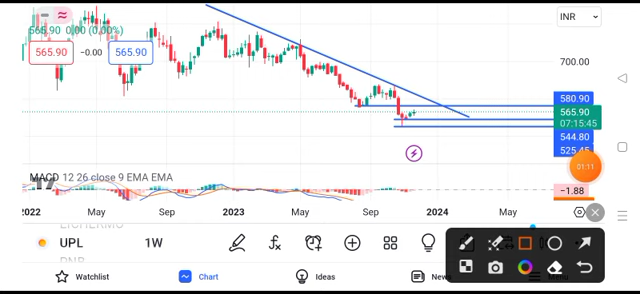 INR
565.90 0.00 (0.00%)
565.90 −0.00 565.90
700.00
580.90
565.90
07:15:45
544.80
525.45
01:11
MACD 12 26 close 9 EMA EMA
−1.88
2022 May Sep 2023 May Sep 2024 May
UPL 1W
Watchlist Chart Ideas News